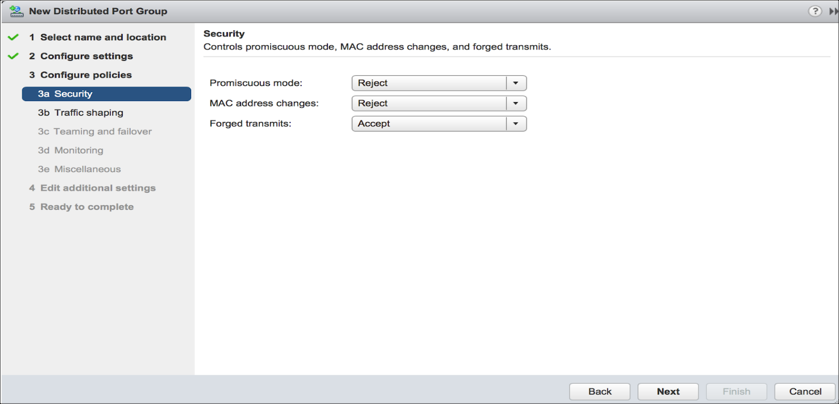 New Distributed Port Group
?
1 Select name and location
2 Configure settings
3 Configure policies
3a Security
3b Traffic shaping
3c Teaming and failover
3d Monitoring
3e Miscellaneous
4 Edit additional settings
5 Ready to complete
Security
Controls promiscuous mode, MAC address changes, and forged transmits.
Promiscuous mode: Reject
MAC address changes: Reject
Forged transmits: Accept
Back Next Finish Cancel